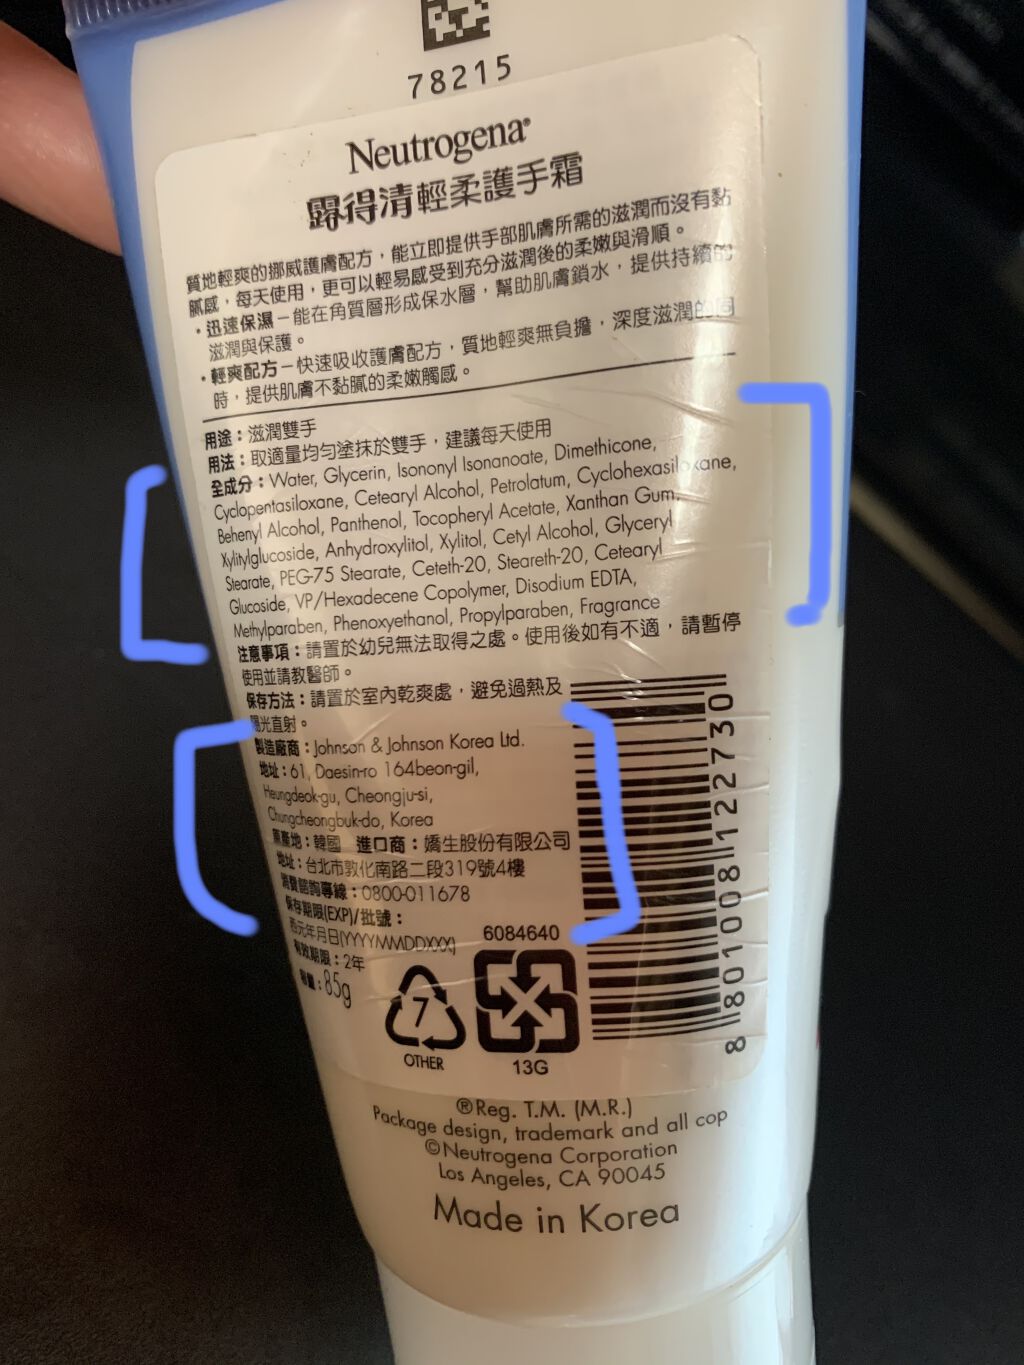 78215
Neutrogena®
露得清輕柔護手霜
質地輕爽的挪威護膚配方，能立即提供手部肌膚所需的滋潤而沒有黏
膩感，每天使用，更可以輕易感受到充分滋潤後的柔嫩與滑順。
・迅速保濕－能在角質層形成保水層，幫助肌膚鎖水，提供持續的
滋潤與保護。
・輕爽配方－快速吸收護膚配方，質地輕爽無負擔，深度滋潤的同
時，提供肌膚不黏膩的柔嫩觸感。
用途：滋潤雙手
用法：取適量均勻塗抹於雙手，建議每天使用
全成分：Water, Glycerin, Isononyl Isonanoate, Dimethicone,
Cyclopentasiloxane, Cetearyl Alcohol, Petrolatum, Cyclohexasiloxane,
Behenyl Alcohol, Panthenol, Tocopheryl Acetate, Xanthan Gum,
Xylitylglucoside, Anhydroxylitol, Xylitol, Cetyl Alcohol, Glyceryl
Stearate, PEG-75 Stearate, Ceteth-20, Steareth-20, Cetearyl
Glucoside, VP/Hexadecene Copolymer, Disodium EDTA,
Methylparaben, Phenoxyethanol, Propylparaben, Fragrance
注意事項：請置於幼兒無法取得之處。使用後如有不適，請暫停
使用並請教醫師。
保存方法：請置於室內乾爽處，避免過熱及
陽光直射。
製造廠商：Johnson & Johnson Korea Ltd.
地址：61, Daesin-ro 164beon-gil,
Heungdeok-gu, Cheongju-si,
Chungcheongbuk-do, Korea
原產地：韓國 進口商：嬌生股份有限公司
地址：台北市敦化南路二段319號4樓
消費諮詢專線：0800-011678
保存期限(EXP)/批號：
西元年月日(YYYYMMDDXXX)
有效期限：2年
容量：85g
6084640
7
OTHER
13G
8801008122730
®Reg. T.M. (M.R.)
Package design, trademark and all cop
©Neutrogena Corporation
Los Angeles, CA 90045
Made in Korea